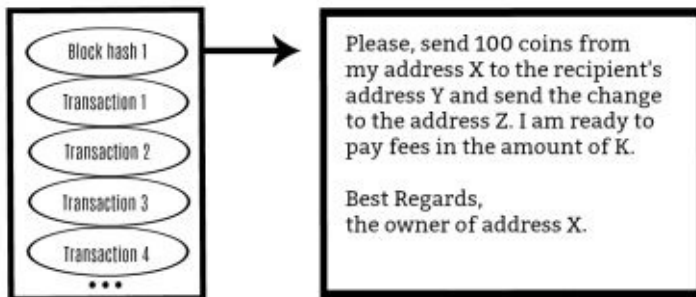 Block hash 1
Transaction 1
Transaction 2
Transaction 3
Transaction 4
...
Please, send 100 coins from
my address X to the recipient's
address Y and send the change
to the address Z. I am ready to
pay fees in the amount of K.
Best Regards,
the owner of address X.